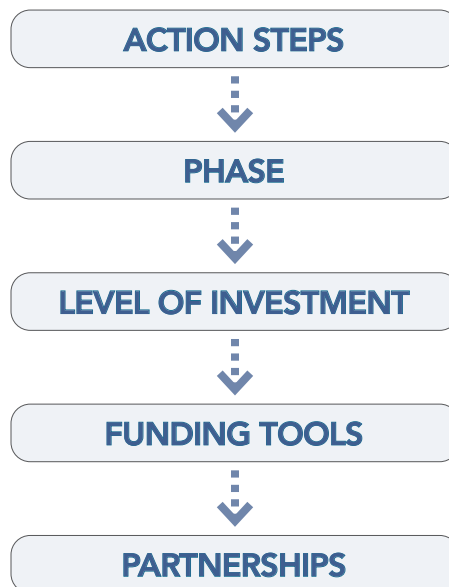 ACTION STEPS
PHASE
LEVEL OF INVESTMENT
FUNDING TOOLS
PARTNERSHIPS